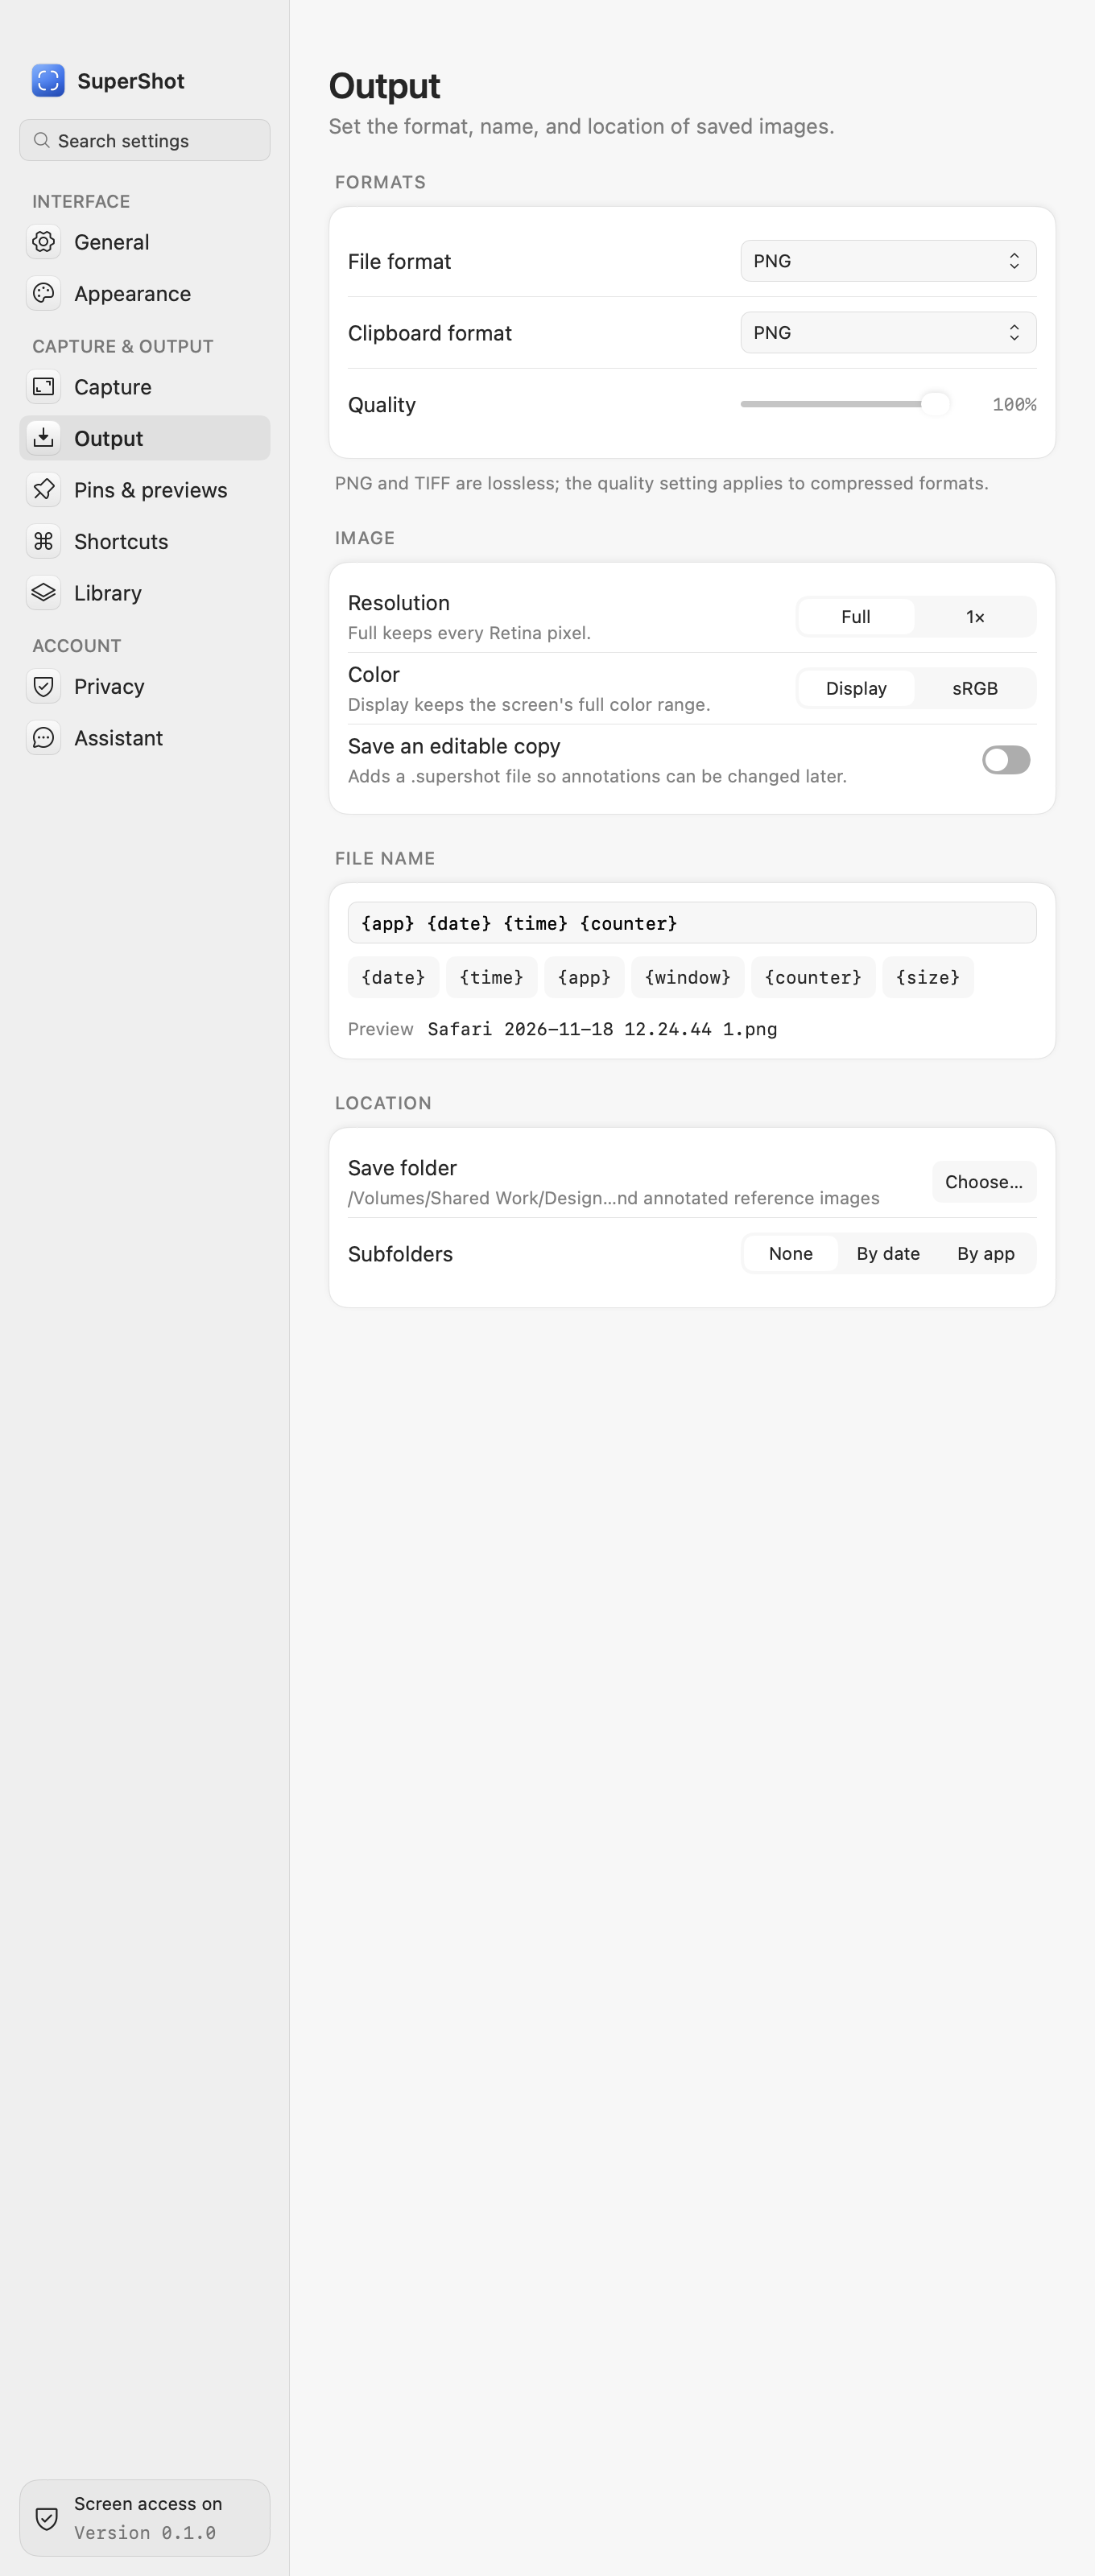 SuperShot
Search settings
INTERFACE
General
Appearance
CAPTURE & OUTPUT
Capture
Output
Pins & previews
Shortcuts
Library
ACCOUNT
Privacy
Assistant
Screen access on
Version 0.1.0
Output
Set the format, name, and location of saved images.
FORMATS
File format PNG
Clipboard format PNG
Quality 100%
PNG and TIFF are lossless; the quality setting applies to compressed formats.
IMAGE
Resolution
Full keeps every Retina pixel.
Full 1×
Color
Display keeps the screen's full color range.
Display sRGB
Save an editable copy
Adds a .supershot file so annotations can be changed later.
FILE NAME
{app} {date} {time} {counter}
{date} {time} {app} {window} {counter} {size}
Preview Safari 2026–11–18 12.24.44 1.png
LOCATION
Save folder
/Volumes/Shared Work/Design...nd annotated reference images
Choose...
Subfolders None By date By app